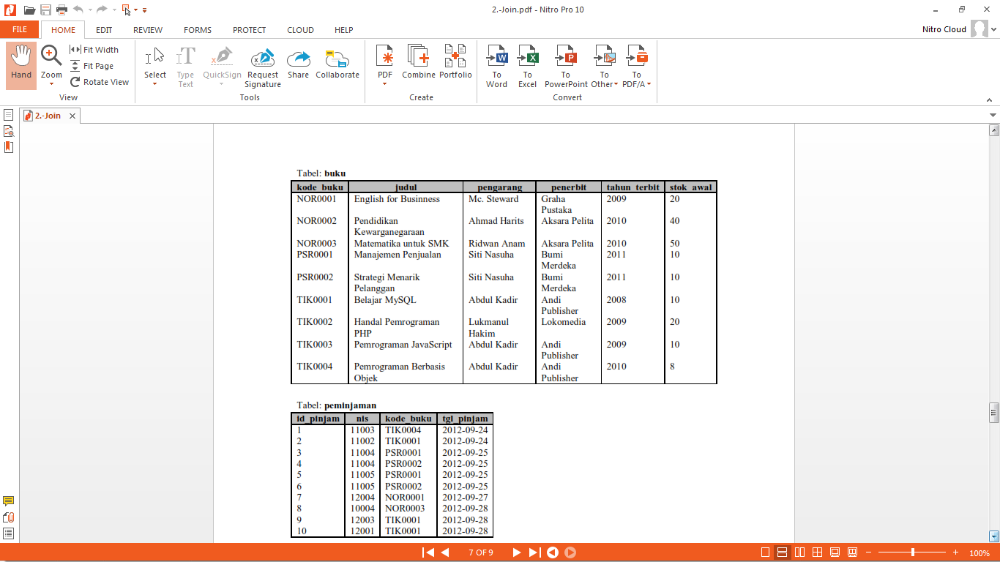 2.-Join.pdf - Nitro Pro 10
FILE HOME EDIT REVIEW FORMS PROTECT CLOUD HELP Nitro Cloud
Hand
Zoom
Fit Width
Fit Page
Rotate View
View
Select
Type
Text
QuickSign
Request
Signature
Share
Collaborate
Tools
PDF
Combine
Portfolio
Create
To
Word
To
Excel
To
PowerPoint
To
Other
To
PDF/A
Convert
2.-Join
Tabel: buku
kode_buku judul pengarang penerbit tahun_terbit stok_awal
NOR0001 English for Businness Mc. Steward Graha 2009 20
Pustaka
NOR0002 Pendidikan Ahmad Harits Aksara Pelita 2010 40
Kewarganegaraan
NOR0003 Matematika untuk SMK Ridwan Anam Aksara Pelita 2010 50
PSR0001 Manajemen Penjualan Siti Nasuha Bumi 2011 10
Merdeka
PSR0002 Strategi Menarik Siti Nasuha Bumi 2011 10
Pelanggan Merdeka
TIK0001 Belajar MySQL Abdul Kadir Andi 2008 10
Publisher
TIK0002 Handal Pemrograman Lukmanul Lokomedia 2009 20
PHP Hakim
TIK0003 Pemrograman JavaScript Abdul Kadir Andi 2009 10
Publisher
TIK0004 Pemrograman Berbasis Abdul Kadir Andi 2010 8
Objek Publisher
Tabel: peminjaman
id_pinjam nis kode_buku tgl_pinjam
1 11003 TIK0004 2012-09-24
2 11002 TIK0001 2012-09-24
3 11004 PSR0001 2012-09-25
4 11004 PSR0002 2012-09-25
5 11005 PSR0001 2012-09-25
6 11005 PSR0002 2012-09-25
7 12004 NOR0001 2012-09-27
8 10004 NOR0003 2012-09-28
9 12003 TIK0001 2012-09-28
10 12001 TIK0001 2012-09-28
7 OF 9
100%